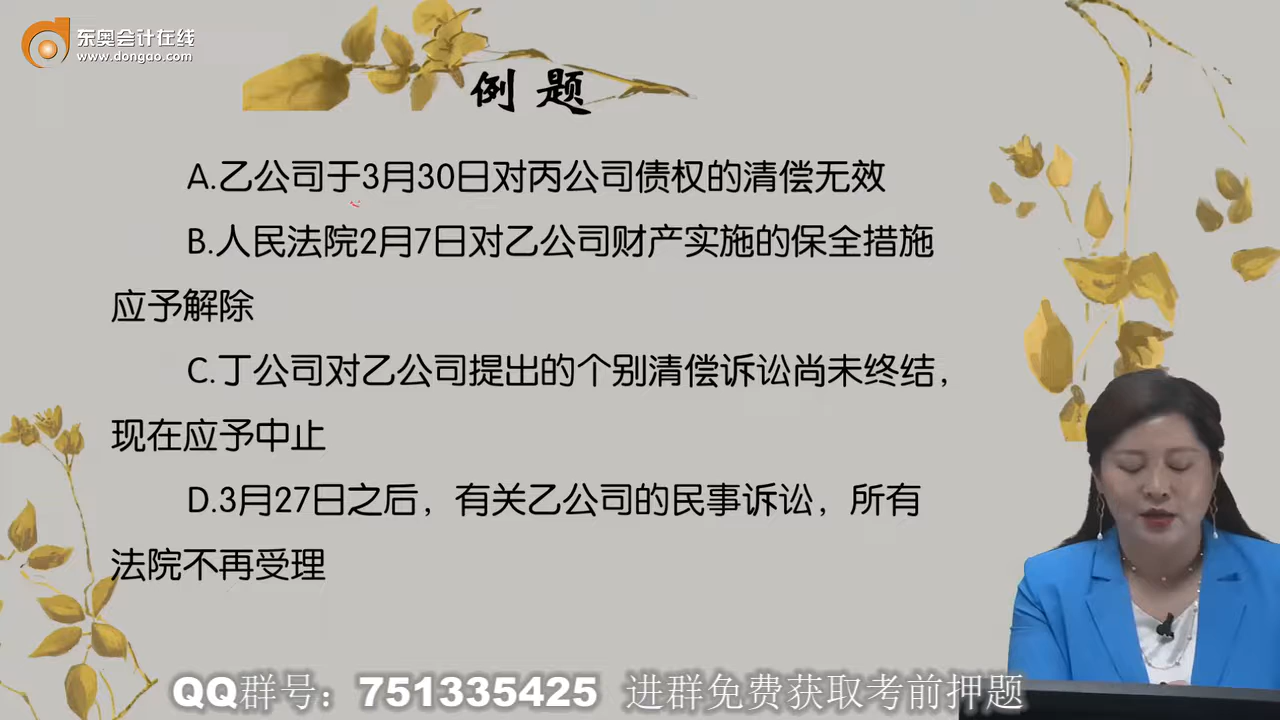 东奥会计在线
www.dongao.com
例 题
A.乙公司于3月30日对丙公司债权的清偿无效
B.人民法院2月7日对乙公司财产实施的保全措施
应予解除
C.丁公司对乙公司提出的个别清偿诉讼尚未终结，
现在应予中止
D.3月27日之后，有关乙公司的民事诉讼，所有
法院不再受理
QQ群号：751335425 进群免费获取考前押题